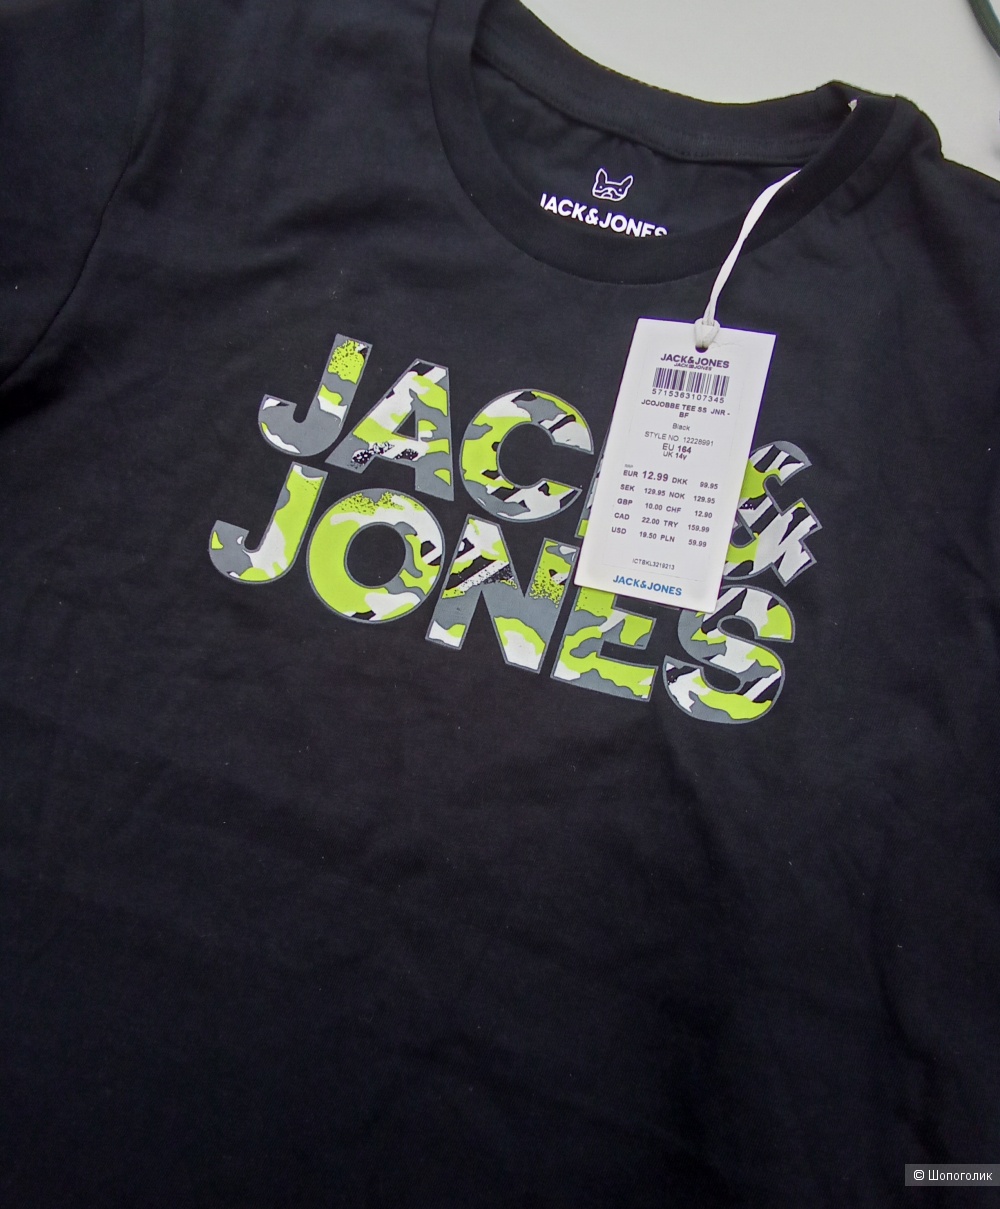 JACK&JONES
JACK&
JONES
JACK&JONES
JACK&JONES
5715363107345
JCOJOBBE TEE SS JNR -
BF
Black
STYLE NO. 12228991
EU 164
UK 14y
EUR 12.99 DKK 99.95
SEK 129.95 NOK 129.95
GBP 10.00 CHF 12.90
CAD 22.00 TRY 159.99
USD 19.50 PLN 59.99
ICTBKL3219213
JACK&JONES
© Шопоголик